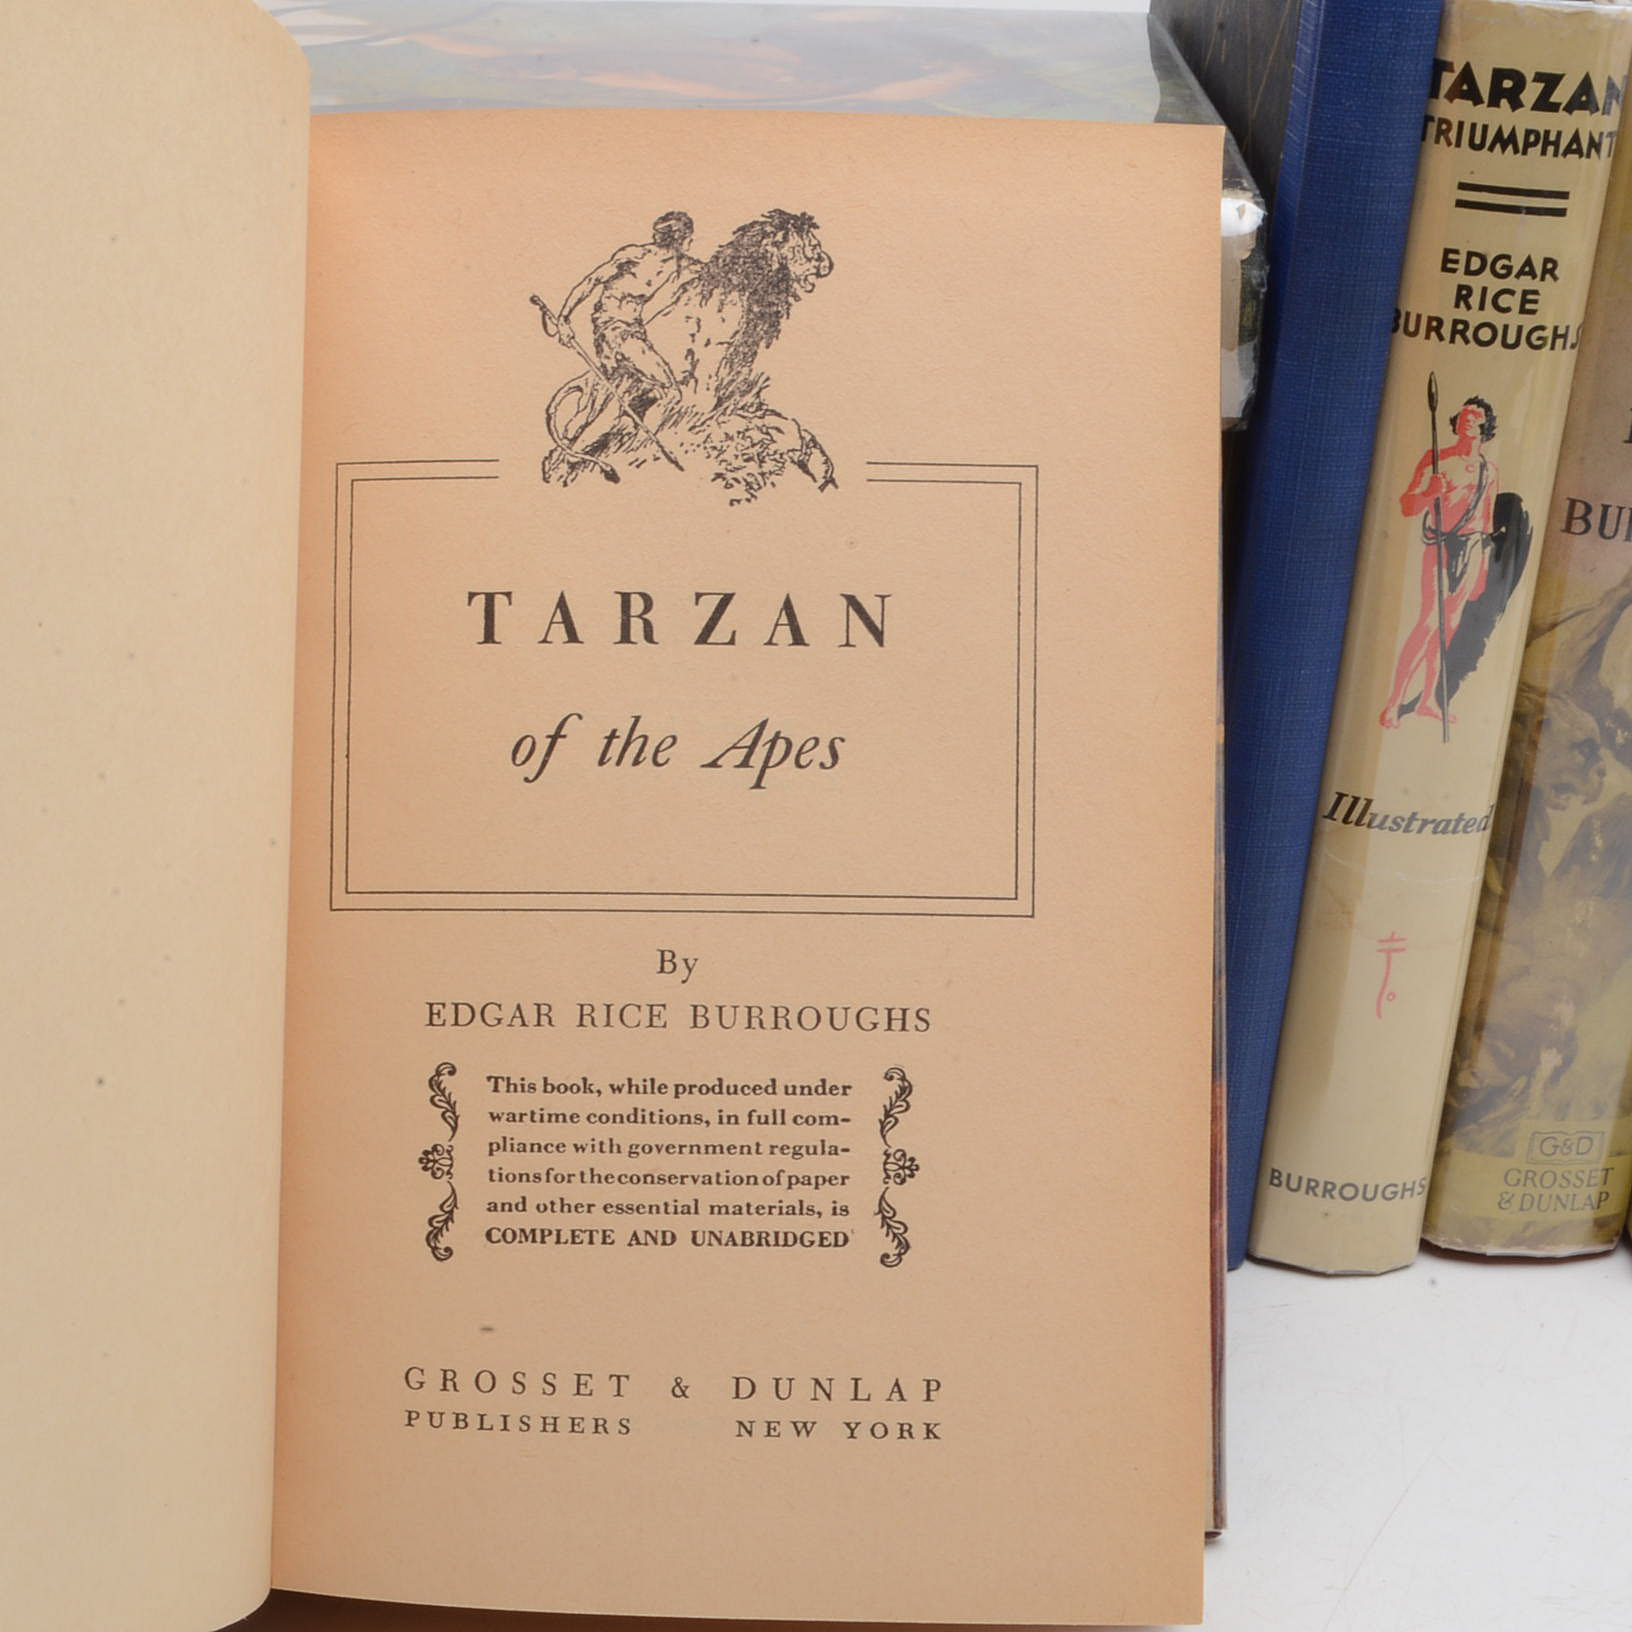 TARZAN
of the Apes
By
EDGAR RICE BURROUGHS
This book, while produced under
wartime conditions, in full com-
pliance with government regula-
tions for the conservation of paper
and other essential materials, is
COMPLETE AND UNABRIDGED
GROSSET & DUNLAP
PUBLISHERS NEW YORK
TARZAN
TRIUMPHANT
EDGAR
RICE
BURROUGHS
Illustrated
BURROUGHS
G&D
GROSSET
& DUNLAP